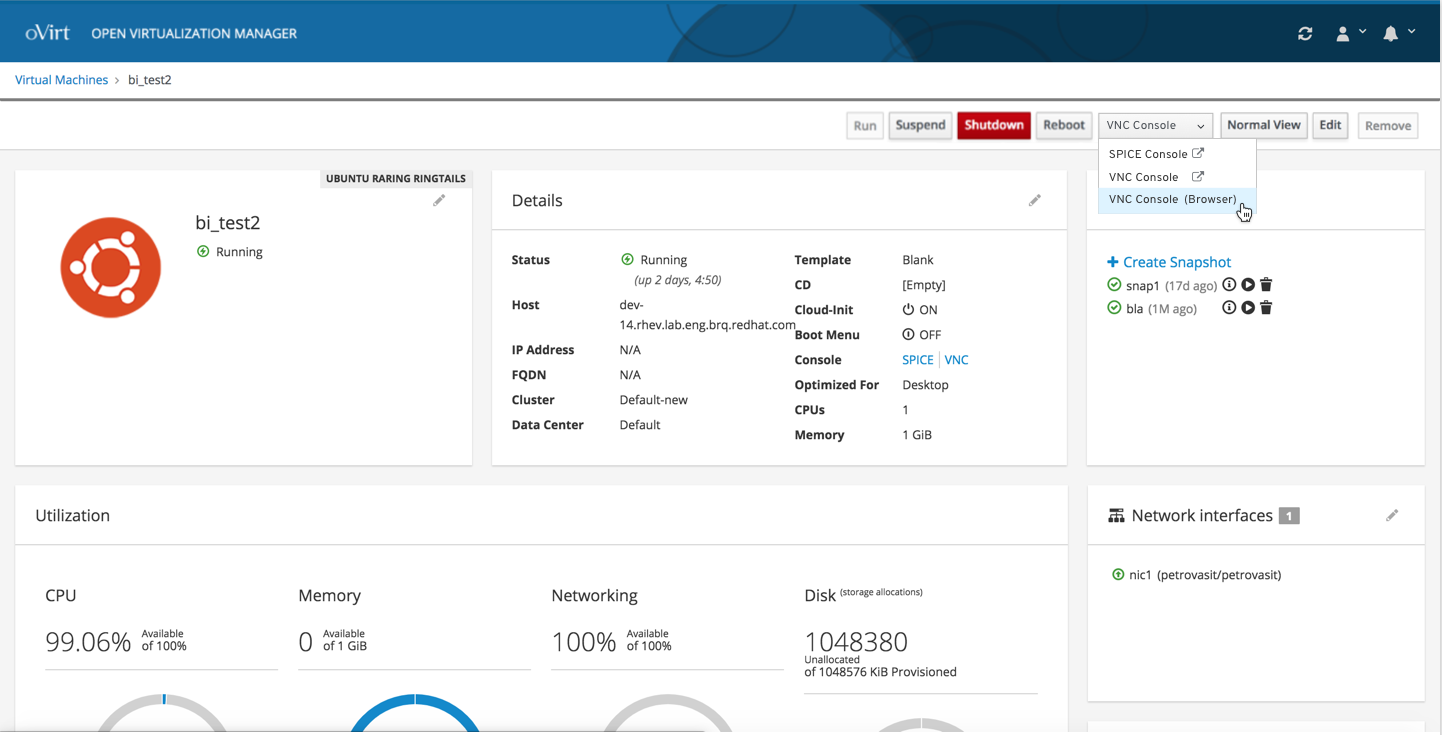 oVirt OPEN VIRTUALIZATION MANAGER
Virtual Machines › bi_test2
Run Suspend Shutdown Reboot VNC Console Normal View Edit Remove
SPICE Console
VNC Console
VNC Console (Browser)
UBUNTU RARING RINGTAILS
bi_test2
Running
Details
Status Running
(up 2 days, 4:50)
Host dev-
14.rhev.lab.eng.brq.redhat.com
IP Address N/A
FQDN N/A
Cluster Default-new
Data Center Default
Template Blank
CD [Empty]
Cloud-Init ON
Boot Menu OFF
Console SPICE VNC
Optimized For Desktop
CPUs 1
Memory 1 GiB
Create Snapshot
snap1 (17d ago)
bla (1M ago)
Utilization
CPU
99.06% Available
of 100%
Memory
0 Available
of 1 GiB
Networking
100% Available
of 100%
Disk (storage allocations)
1048380
Unallocated
of 1048576 KiB Provisioned
Network interfaces 1
nic1 (petrovasit/petrovasit)